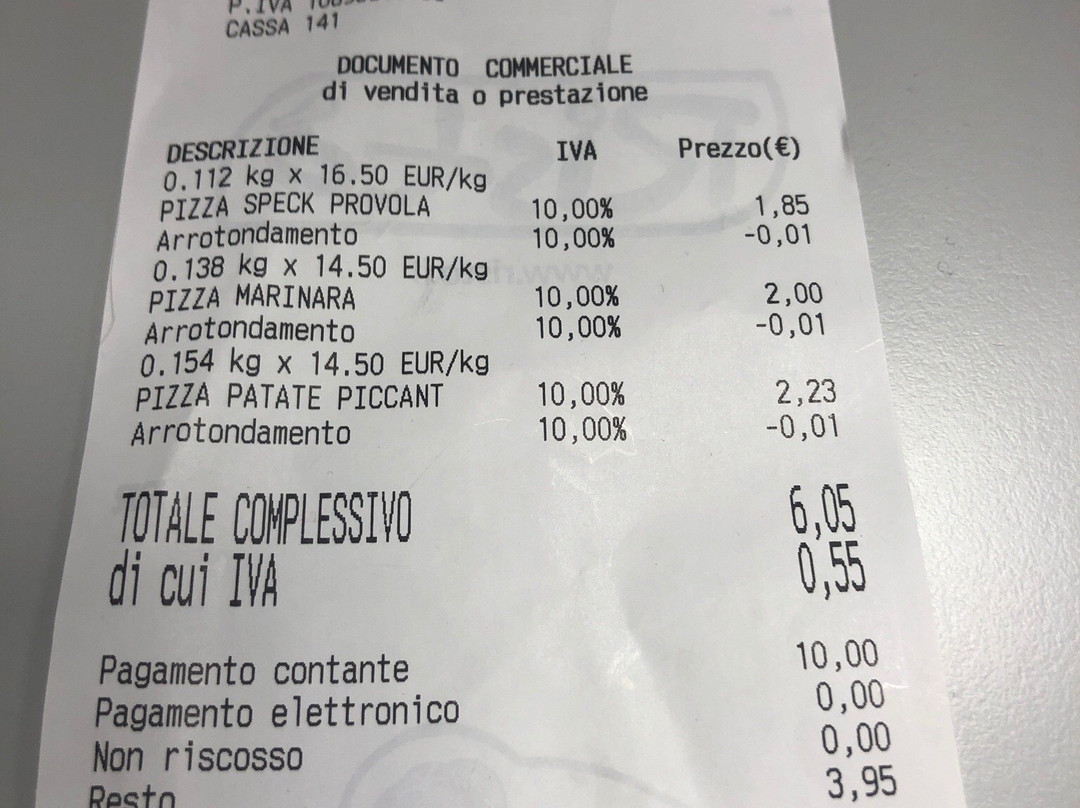 P.IVA
CASSA 141
DOCUMENTO COMMERCIALE
di vendita o prestazione
DESCRIZIONE IVA Prezzo(€)
0.112 kg x 16.50 EUR/kg
PIZZA SPECK PROVOLA 10,00% 1,85
Arrotondamento 10,00% -0,01
0.138 kg x 14.50 EUR/kg
PIZZA MARINARA 10,00% 2,00
Arrotondamento 10,00% -0,01
0.154 kg x 14.50 EUR/kg
PIZZA PATATE PICCANT 10,00% 2,23
Arrotondamento 10,00% -0,01
TOTALE COMPLESSIVO 6,05
di cui IVA 0,55
Pagamento contante 10,00
Pagamento elettronico 0,00
Non riscosso 0,00
Resto 3,95